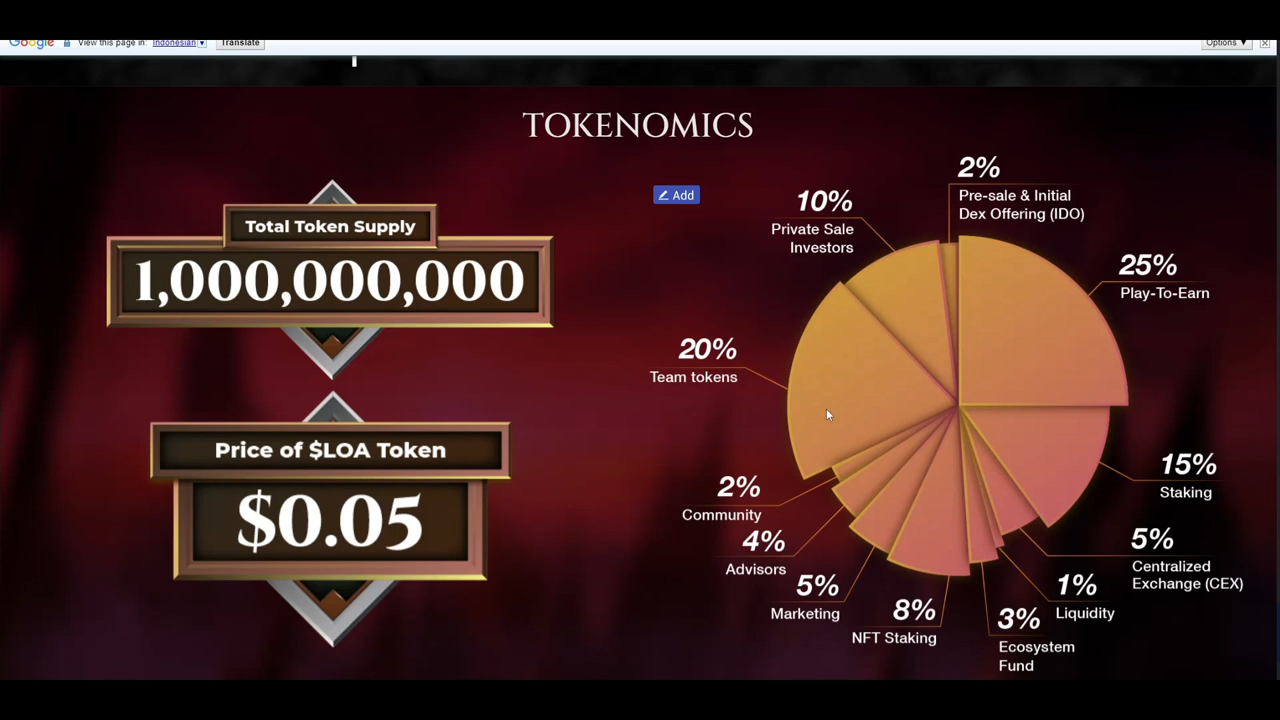 Google View this page in: Indonesian Translate Options
TOKENOMICS
Total Token Supply
1,000,000,000
Price of $LOA Token
$0.05
Add
2%
Pre-sale & Initial
Dex Offering (IDO)
10%
Private Sale
Investors
25%
Play-To-Earn
20%
Team tokens
15%
Staking
2%
Community
4%
Advisors
5%
Centralized
Exchange (CEX)
5%
Marketing
1%
Liquidity
8%
NFT Staking
3%
Ecosystem
Fund